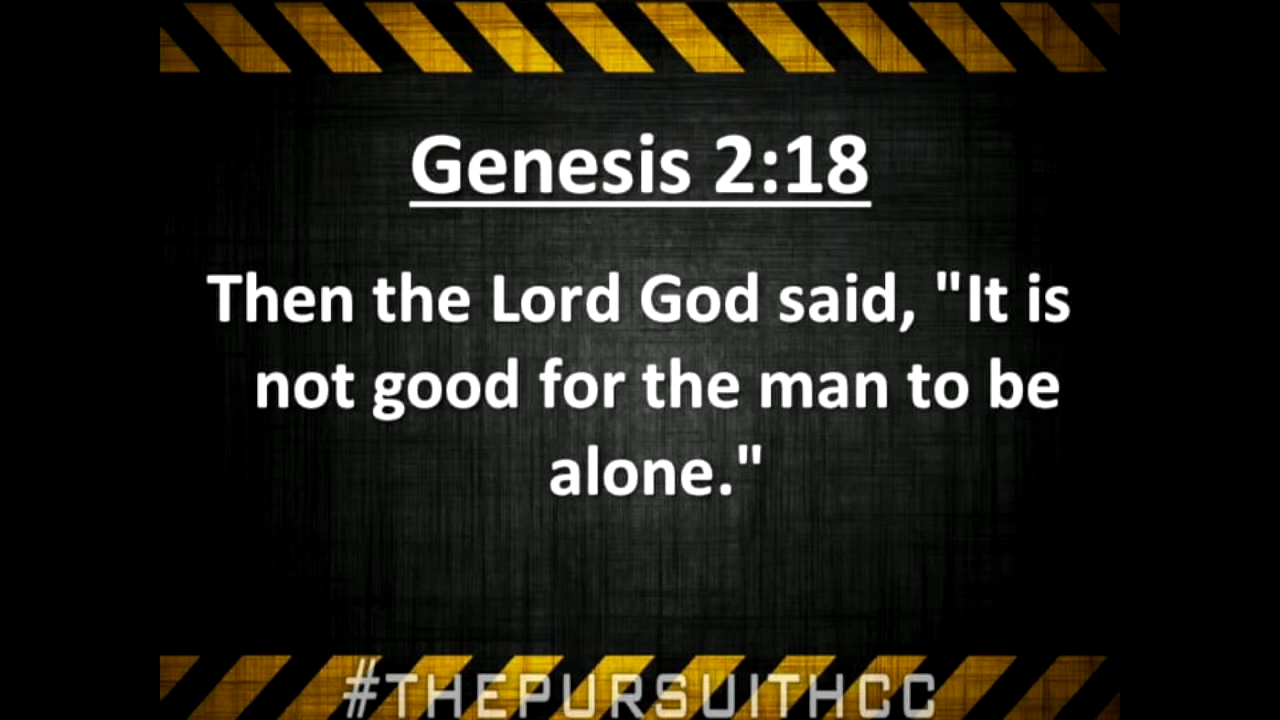 Genesis 2:18
Then the Lord God said, "It is
not good for the man to be
alone."
#THEPURSUITHCC